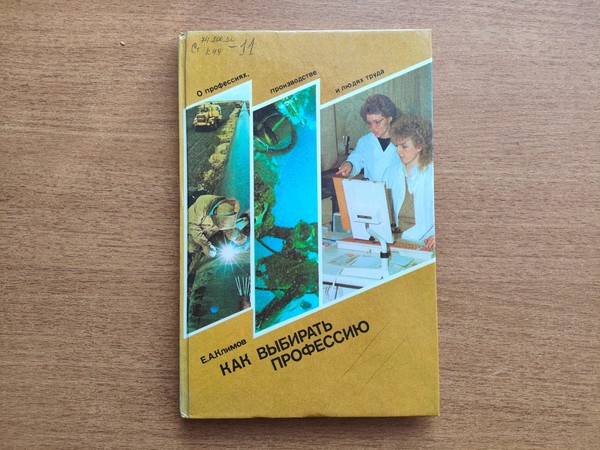 О профессиях, производстве и людях труда
Е.А.Климов
КАК ВЫБИРАТЬ
ПРОФЕССИЮ